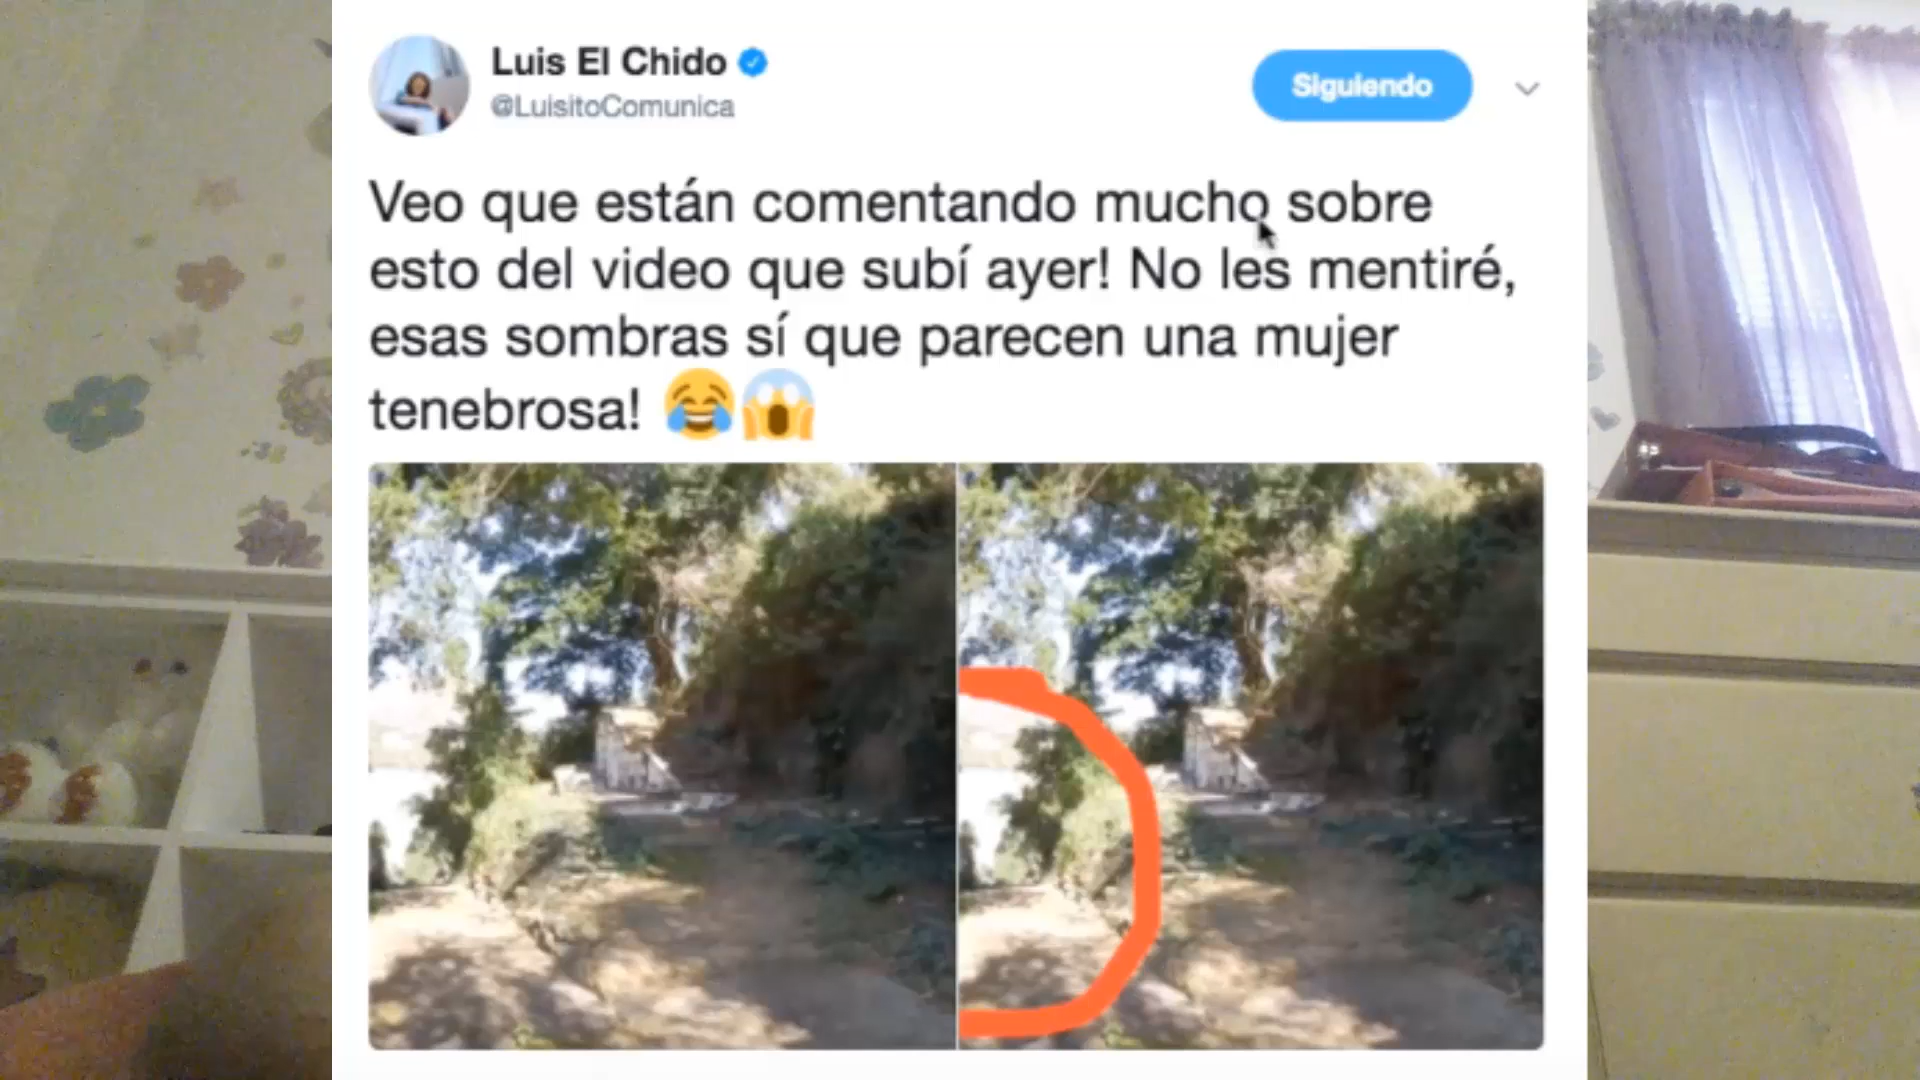 Luis El Chido
@LuisitoComunica
Siguiendo
Veo que están comentando mucho sobre
esto del video que subí ayer! No les mentiré,
esas sombras sí que parecen una mujer
tenebrosa! 😂😱